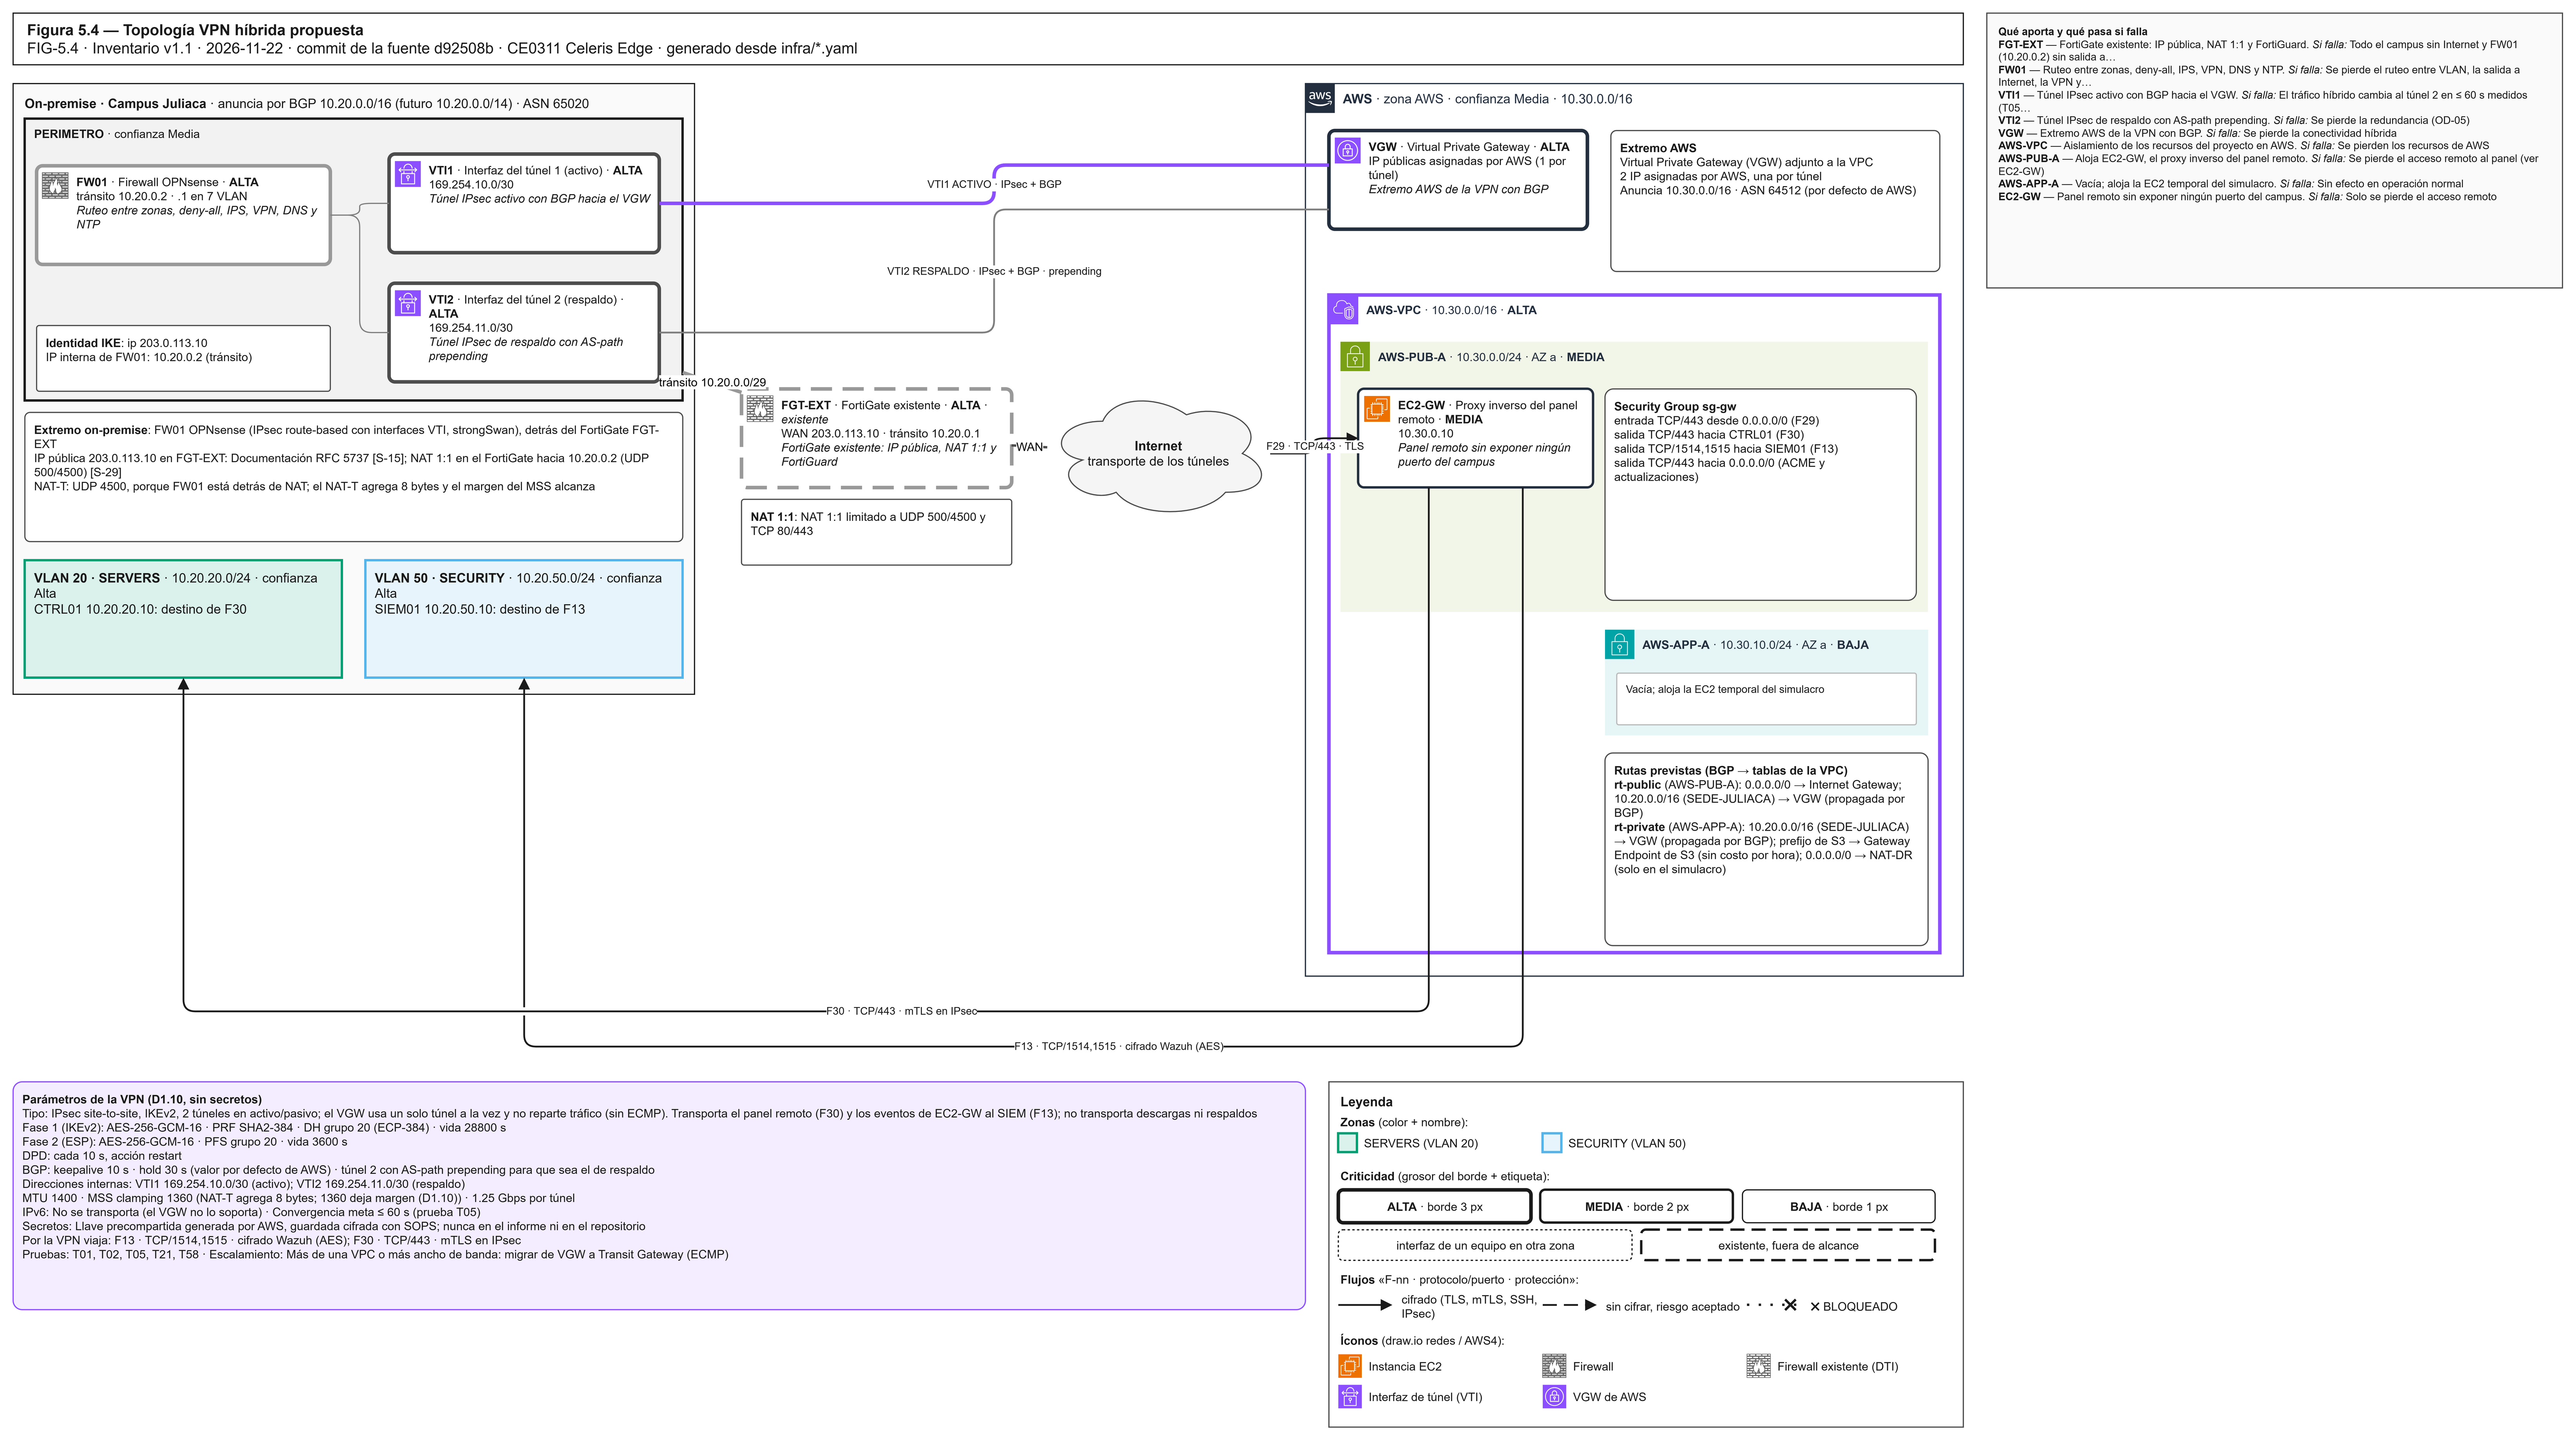 Figura 5.4 — Topología VPN híbrida propuesta
FIG-5.4 · Inventario v1.1 · 2026-11-22 · commit de la fuente d92508b · CE0311 Celeris Edge · generado desde infra/*.yaml
Qué aporta y qué pasa si falla
FGT-EXT — FortiGate existente: IP pública, NAT 1:1 y FortiGuard. Si falla: Todo el campus sin Internet y FW01
(10.20.0.2) sin salida a…
FW01 — Ruteo entre zonas, deny-all, IPS, VPN, DNS y NTP. Si falla: Se pierde el ruteo entre VLAN, la salida a
Internet, la VPN y…
VTI1 — Túnel IPsec activo con BGP hacia el VGW. Si falla: El tráfico híbrido cambia al túnel 2 en ≤ 60 s medidos
(T05…
VTI2 — Túnel IPsec de respaldo con AS-path prepending. Si falla: Se pierde la redundancia (OD-05)
VGW — Extremo AWS de la VPN con BGP. Si falla: Se pierde la conectividad híbrida
AWS-VPC — Aislamiento de los recursos del proyecto en AWS. Si falla: Se pierden los recursos de AWS
AWS-PUB-A — Aloja EC2-GW, el proxy inverso del panel remoto. Si falla: Se pierde el acceso remoto al panel (ver
EC2-GW)
AWS-APP-A — Vacía; aloja la EC2 temporal del simulacro. Si falla: Sin efecto en operación normal
EC2-GW — Panel remoto sin exponer ningún puerto del campus. Si falla: Solo se pierde el acceso remoto
On-premise · Campus Juliaca · anuncia por BGP 10.20.0.0/16 (futuro 10.20.0.0/14) · ASN 65020
PERIMETRO · confianza Media
FW01 · Firewall OPNsense · ALTA
tránsito 10.20.0.2 · .1 en 7 VLAN
Ruteo entre zonas, deny-all, IPS, VPN, DNS y
NTP
VTI1 · Interfaz del túnel 1 (activo) · ALTA
169.254.10.0/30
Túnel IPsec activo con BGP hacia el VGW
VTI2 · Interfaz del túnel 2 (respaldo) ·
ALTA
169.254.11.0/30
Túnel IPsec de respaldo con AS-path
prepending
Identidad IKE: ip 203.0.113.10
IP interna de FW01: 10.20.0.2 (tránsito)
Extremo on-premise: FW01 OPNsense (IPsec route-based con interfaces VTI, strongSwan), detrás del FortiGate FGT-
EXT
IP pública 203.0.113.10 en FGT-EXT: Documentación RFC 5737 [S-15]; NAT 1:1 en el FortiGate hacia 10.20.0.2 (UDP
500/4500) [S-29]
NAT-T: UDP 4500, porque FW01 está detrás de NAT; el NAT-T agrega 8 bytes y el margen del MSS alcanza
VLAN 20 · SERVERS · 10.20.20.0/24 · confianza
Alta
CTRL01 10.20.20.10: destino de F30
VLAN 50 · SECURITY · 10.20.50.0/24 · confianza
Alta
SIEM01 10.20.50.10: destino de F13
VTI1 ACTIVO · IPsec + BGP
VTI2 RESPALDO · IPsec + BGP · prepending
tránsito 10.20.0.0/29
FGT-EXT · FortiGate existente · ALTA ·
existente
WAN 203.0.113.10 · tránsito 10.20.0.1
FortiGate existente: IP pública, NAT 1:1 y
FortiGuard
NAT 1:1: NAT 1:1 limitado a UDP 500/4500 y
TCP 80/443
WAN
Internet
transporte de los túneles
F29 · TCP/443 · TLS
aws
AWS · zona AWS · confianza Media · 10.30.0.0/16
VGW · Virtual Private Gateway · ALTA
IP públicas asignadas por AWS (1 por
túnel)
Extremo AWS de la VPN con BGP
Extremo AWS
Virtual Private Gateway (VGW) adjunto a la VPC
2 IP asignadas por AWS, una por túnel
Anuncia 10.30.0.0/16 · ASN 64512 (por defecto de AWS)
AWS-VPC · 10.30.0.0/16 · ALTA
AWS-PUB-A · 10.30.0.0/24 · AZ a · MEDIA
EC2-GW · Proxy inverso del panel
remoto · MEDIA
10.30.0.10
Panel remoto sin exponer ningún
puerto del campus
Security Group sg-gw
entrada TCP/443 desde 0.0.0.0/0 (F29)
salida TCP/443 hacia CTRL01 (F30)
salida TCP/1514,1515 hacia SIEM01 (F13)
salida TCP/443 hacia 0.0.0.0/0 (ACME y
actualizaciones)
AWS-APP-A · 10.30.10.0/24 · AZ a · BAJA
Vacía; aloja la EC2 temporal del simulacro
Rutas previstas (BGP → tablas de la VPC)
rt-public (AWS-PUB-A): 0.0.0.0/0 → Internet Gateway;
10.20.0.0/16 (SEDE-JULIACA) → VGW (propagada por
BGP)
rt-private (AWS-APP-A): 10.20.0.0/16 (SEDE-JULIACA)
→ VGW (propagada por BGP); prefijo de S3 → Gateway
Endpoint de S3 (sin costo por hora); 0.0.0.0/0 → NAT-DR
(solo en el simulacro)
F30 · TCP/443 · mTLS en IPsec
F13 · TCP/1514,1515 · cifrado Wazuh (AES)
Parámetros de la VPN (D1.10, sin secretos)
Tipo: IPsec site-to-site, IKEv2, 2 túneles en activo/pasivo; el VGW usa un solo túnel a la vez y no reparte tráfico (sin ECMP). Transporta el panel remoto (F30) y los eventos de EC2-GW al SIEM (F13); no transporta descargas ni respaldos
Fase 1 (IKEv2): AES-256-GCM-16 · PRF SHA2-384 · DH grupo 20 (ECP-384) · vida 28800 s
Fase 2 (ESP): AES-256-GCM-16 · PFS grupo 20 · vida 3600 s
DPD: cada 10 s, acción restart
BGP: keepalive 10 s · hold 30 s (valor por defecto de AWS) · túnel 2 con AS-path prepending para que sea el de respaldo
Direcciones internas: VTI1 169.254.10.0/30 (activo); VTI2 169.254.11.0/30 (respaldo)
MTU 1400 · MSS clamping 1360 (NAT-T agrega 8 bytes; 1360 deja margen (D1.10)) · 1.25 Gbps por túnel
IPv6: No se transporta (el VGW no lo soporta) · Convergencia meta ≤ 60 s (prueba T05)
Secretos: Llave precompartida generada por AWS, guardada cifrada con SOPS; nunca en el informe ni en el repositorio
Por la VPN viaja: F13 · TCP/1514,1515 · cifrado Wazuh (AES); F30 · TCP/443 · mTLS en IPsec
Pruebas: T01, T02, T05, T21, T58 · Escalamiento: Más de una VPC o más ancho de banda: migrar de VGW a Transit Gateway (ECMP)
Leyenda
Zonas (color + nombre):
SERVERS (VLAN 20)
SECURITY (VLAN 50)
Criticidad (grosor del borde + etiqueta):
ALTA · borde 3 px
MEDIA · borde 2 px
BAJA · borde 1 px
interfaz de un equipo en otra zona
existente, fuera de alcance
Flujos «F-nn · protocolo/puerto · protección»:
cifrado (TLS, mTLS, SSH,
IPsec)
sin cifrar, riesgo aceptado
✕ BLOQUEADO
Íconos (draw.io redes / AWS4):
Instancia EC2
Firewall
Firewall existente (DTI)
Interfaz de túnel (VTI)
VGW de AWS